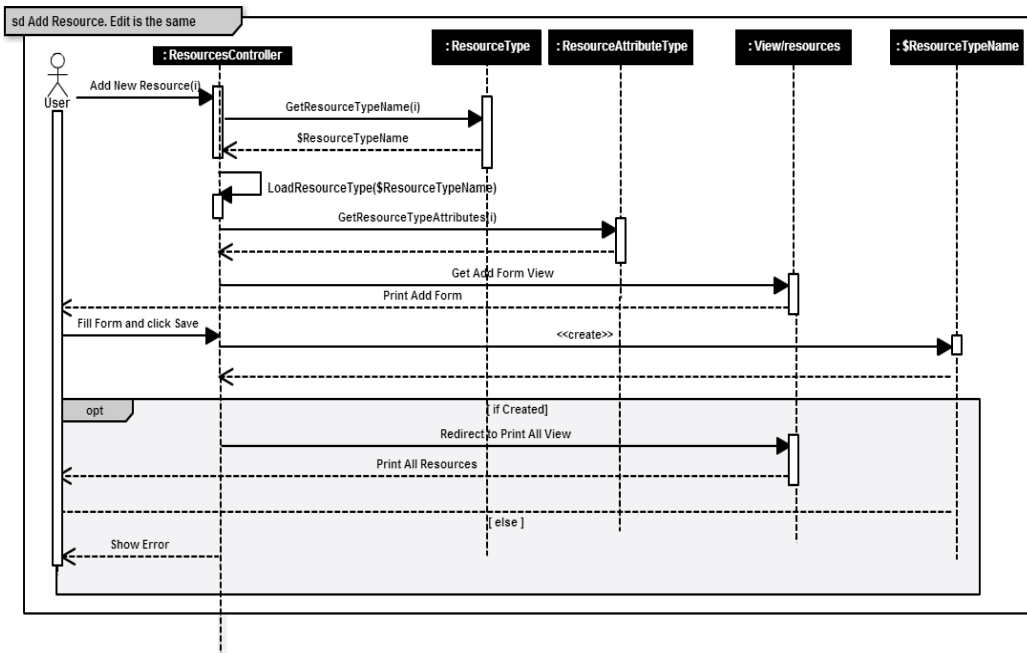 sd Add Resource. Edit is the same
: ResourcesController
: ResourceType
: ResourceAttributeType
: View/resources
: $ResourceTypeName
User
Add New Resource(i)
GetResourceTypeName(i)
$ResourceTypeName
LoadResourceType($ResourceTypeName)
GetResourceTypeAttributes(i)
Get Add Form View
Print Add Form
Fill Form and click Save
<<create>>
opt
[ if Created]
Redirect to Print All View
Print All Resources
[ else ]
Show Error